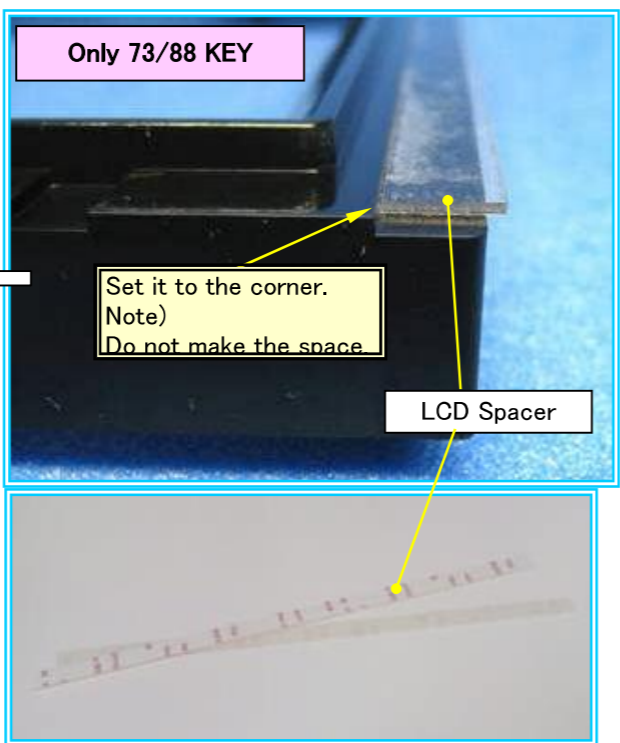 Only 73/88 KEY
Set it to the corner.
Note)
Do not make the space.
LCD Spacer